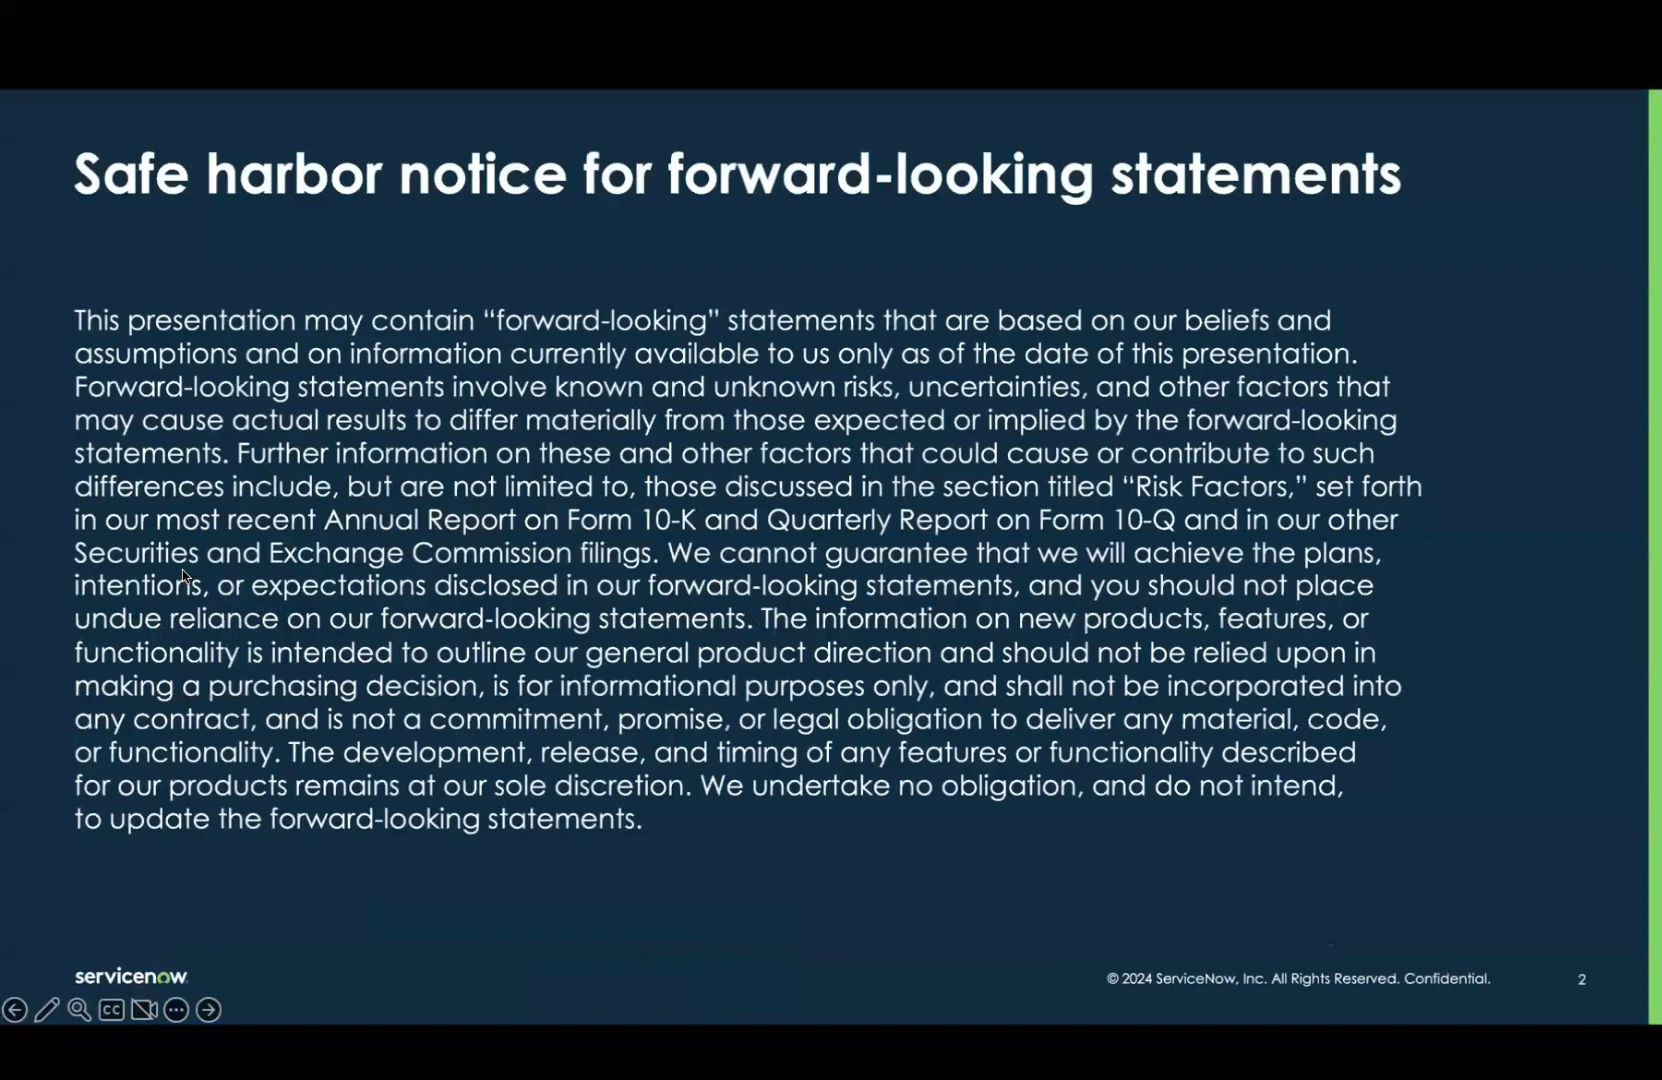 Safe harbor notice for forward-looking statements
This presentation may contain “forward-looking” statements that are based on our beliefs and
assumptions and on information currently available to us only as of the date of this presentation.
Forward-looking statements involve known and unknown risks, uncertainties, and other factors that
may cause actual results to differ materially from those expected or implied by the forward-looking
statements. Further information on these and other factors that could cause or contribute to such
differences include, but are not limited to, those discussed in the section titled “Risk Factors,” set forth
in our most recent Annual Report on Form 10-K and Quarterly Report on Form 10-Q and in our other
Securities and Exchange Commission filings. We cannot guarantee that we will achieve the plans,
intentions, or expectations disclosed in our forward-looking statements, and you should not place
undue reliance on our forward-looking statements. The information on new products, features, or
functionality is intended to outline our general product direction and should not be relied upon in
making a purchasing decision, is for informational purposes only, and shall not be incorporated into
any contract, and is not a commitment, promise, or legal obligation to deliver any material, code,
or functionality. The development, release, and timing of any features or functionality described
for our products remains at our sole discretion. We undertake no obligation, and do not intend,
to update the forward-looking statements.
servicenow
© 2024 ServiceNow, Inc. All Rights Reserved. Confidential.
2
CC